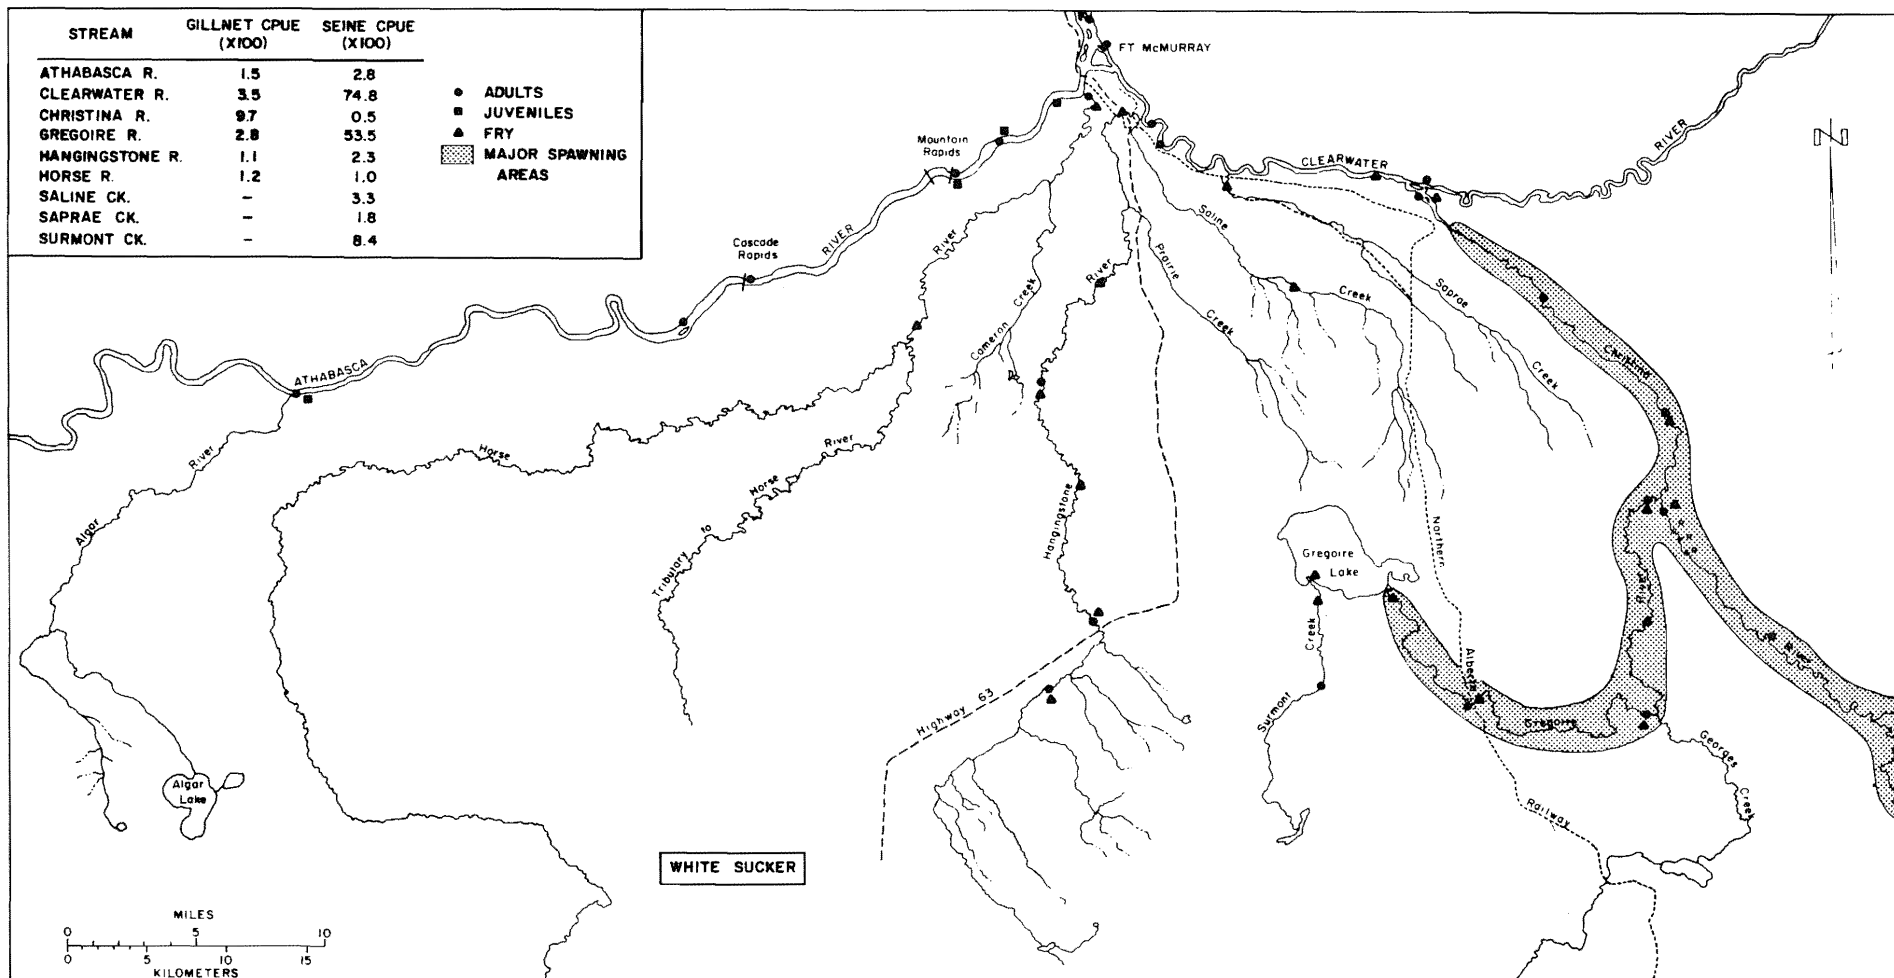 STREAM GILLNET CPUE (X100) SEINE CPUE (X100)
ATHABASCA R. 1.5 2.8
CLEARWATER R. 3.5 74.8
CHRISTINA R. 9.7 0.5
GREGOIRE R. 2.8 53.5
HANGINGSTONE R. 1.1 2.3
HORSE R. 1.2 1.0
SALINE CK. – 3.3
SAPRAE CK. – 1.8
SURMONT CK. – 8.4
ADULTS
JUVENILES
FRY
MAJOR SPAWNING
AREAS
FT McMURRAY
Mountain
Rapids
CLEARWATER
RIVER
Cascade
Rapids
RIVER
ATHABASCA
River
Cameron
Creek
River
Prairie
Creek
Saline
Creek
Saprae
Creek
Christina
River
Algar
River
Horse
River
Horse
to
Tributary
Hangingstone
Gregoire
Lake
Northern
Alberta
Railway
River
Gregoire
Creek
Surmont
Georges
Creek
Highway 63
Algar
Lake
WHITE SUCKER
MILES
0 5 10
0 5 10 15
KILOMETERS
N